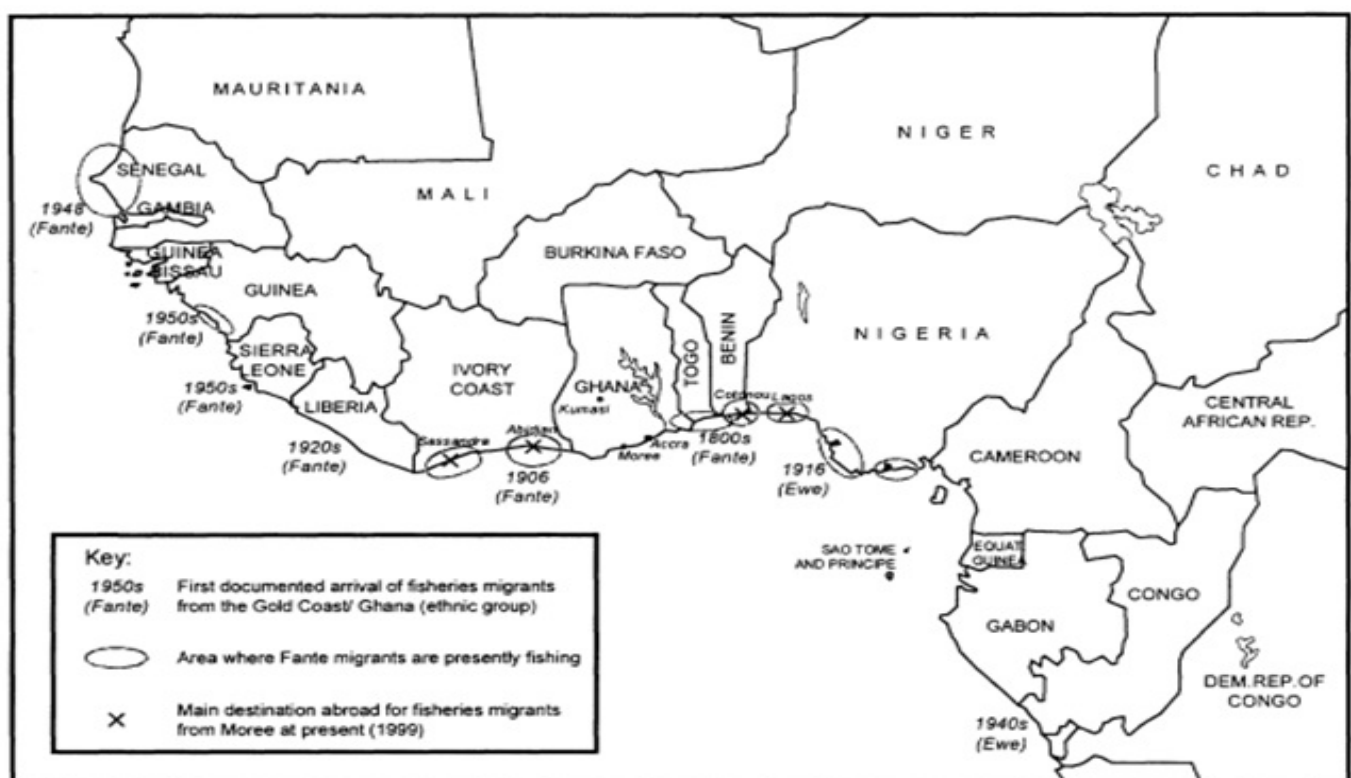 MAURITANIA
NIGER
CHAD
SENEGAL
MALI
1948
(Fante)
GAMBIA
BURKINA FASO
GUINEA
BISSAU
GUINEA
NIGERIA
1950s
(Fante)
SIERRA
LEONE
IVORY
COAST
GHANA
TOGO
BENIN
1950s
(Fante)
LIBERIA
Kumasi
Cotonou
Lagos
CENTRAL
AFRICAN REP.
1920s
(Fante)
Sassandra
Abidjan
Moree
Accra
1800s
(Fante)
CAMEROON
1906
(Fante)
1916
(Ewe)
SAO TOME
AND PRINCIPE
EQUAT.
GUINEA
CONGO
GABON
DEM.REP.OF
CONGO
1940s
(Ewe)
Key:
1950s
(Fante)
First documented arrival of fisheries migrants
from the Gold Coast/ Ghana (ethnic group)
Area where Fante migrants are presently fishing
Main destination abroad for fisheries migrants
from Moree at present (1999)